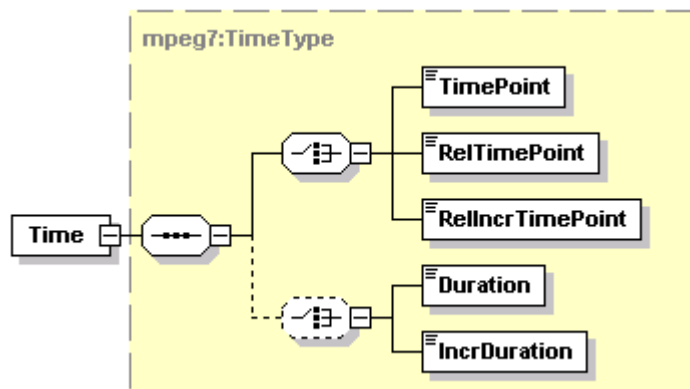 mpeg7:TimeType
TimePoint
RelTimePoint
RelIncrTimePoint
Time
Duration
IncrDuration